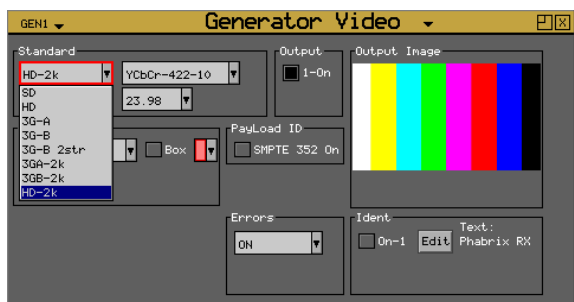 GEN1
Generator Video
Standard
HD-2k
YCbCr-422-10
23.98
SD
HD
3G-A
3G-B
3G-B 2str
3GA-2k
3GB-2k
HD-2k
Box
Output
1-On
PayLoad ID
SMPTE 352 On
Output Image
Errors
ON
Ident
On-1
Edit
Text:
Phabrix RX